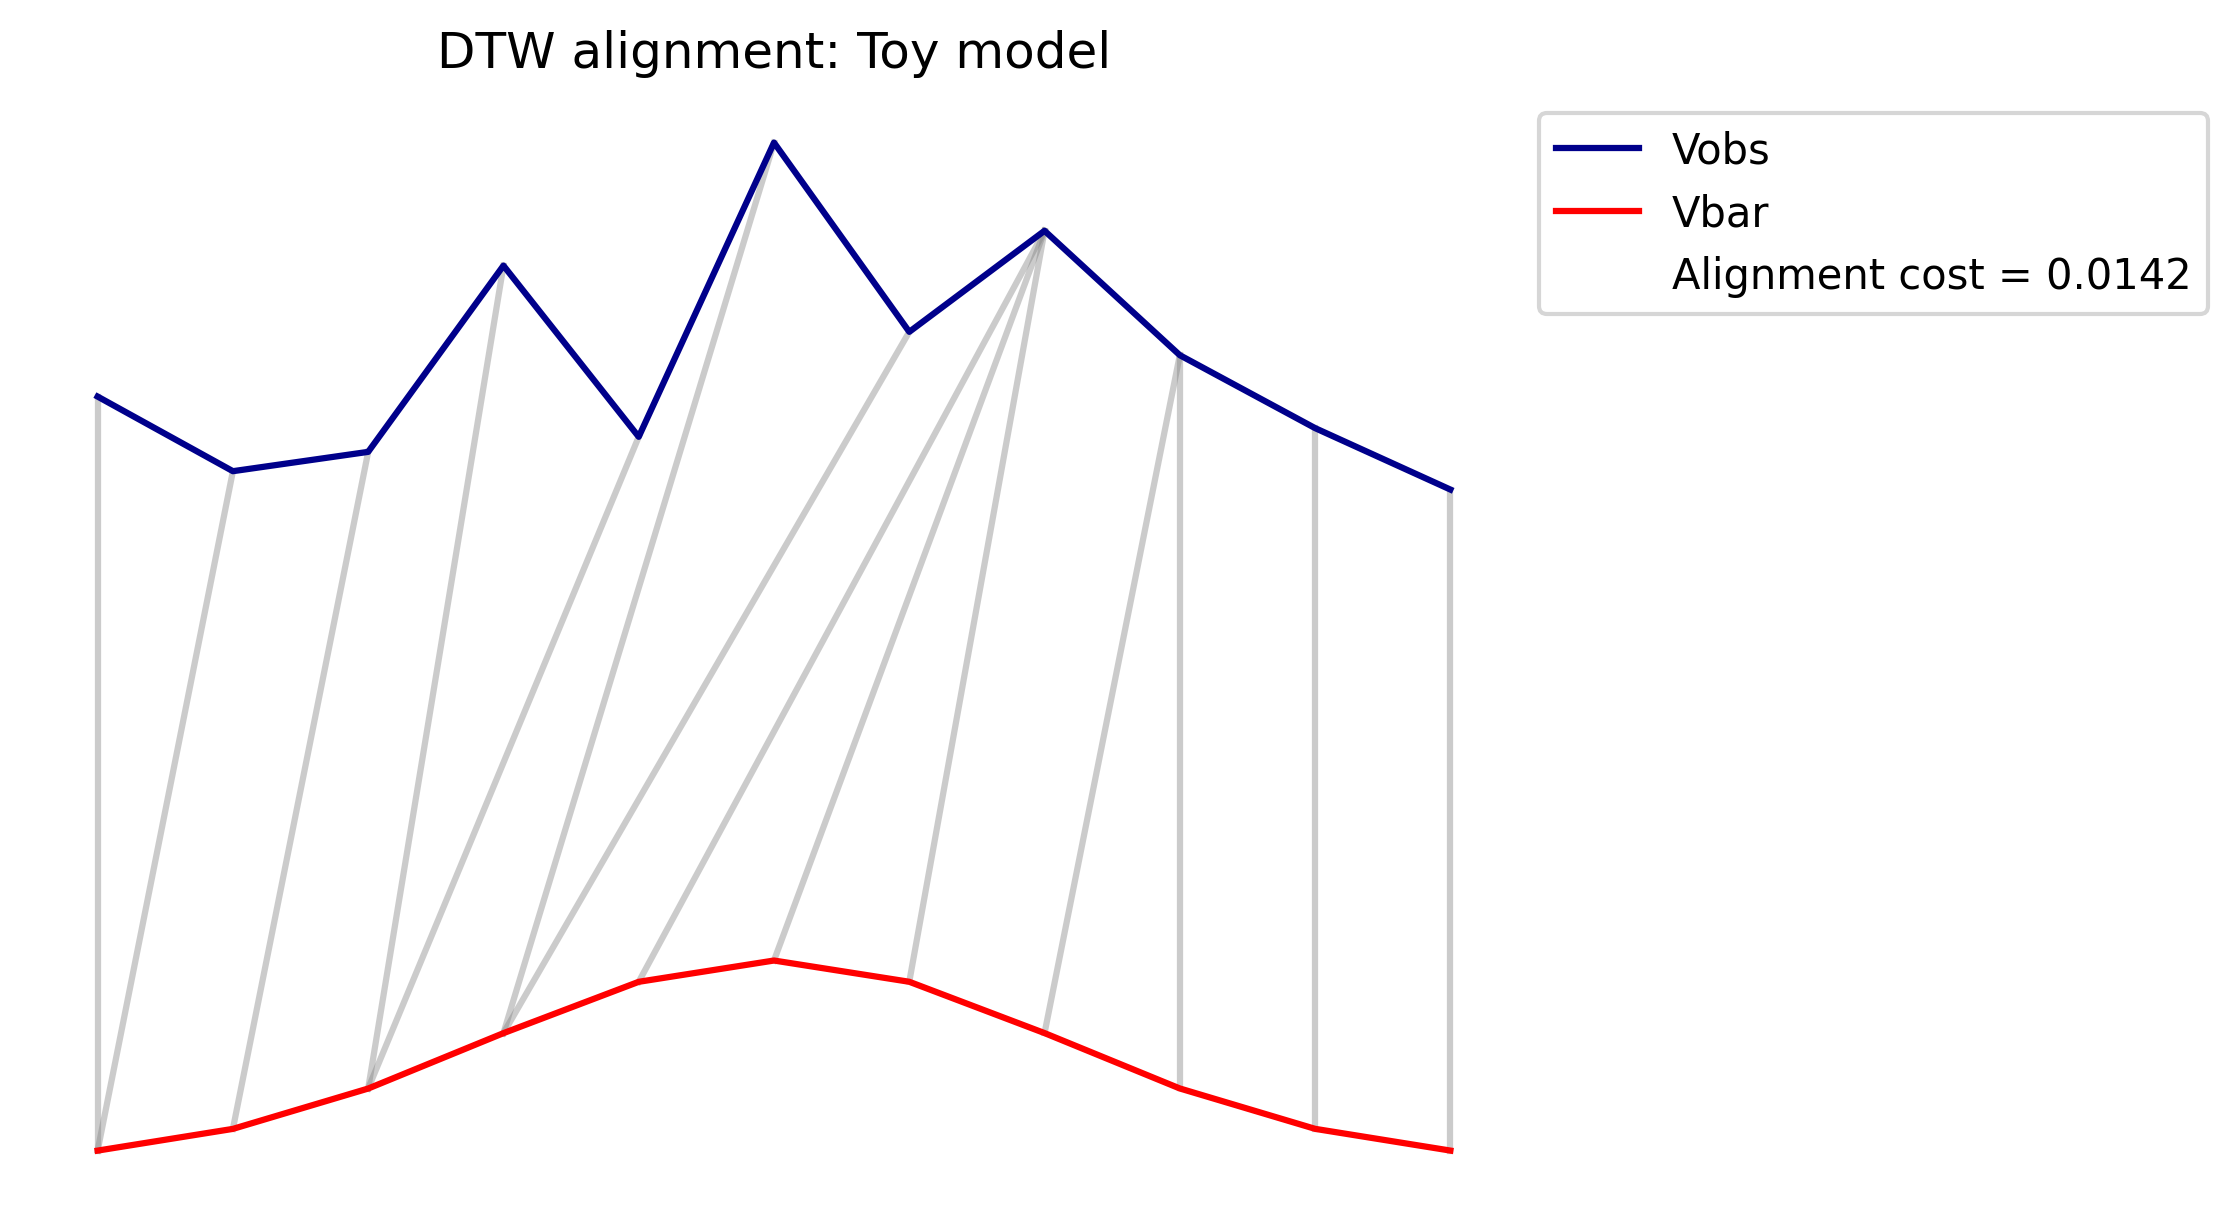 DTW alignment: Toy model
Vobs
Vbar
Alignment cost = 0.0142